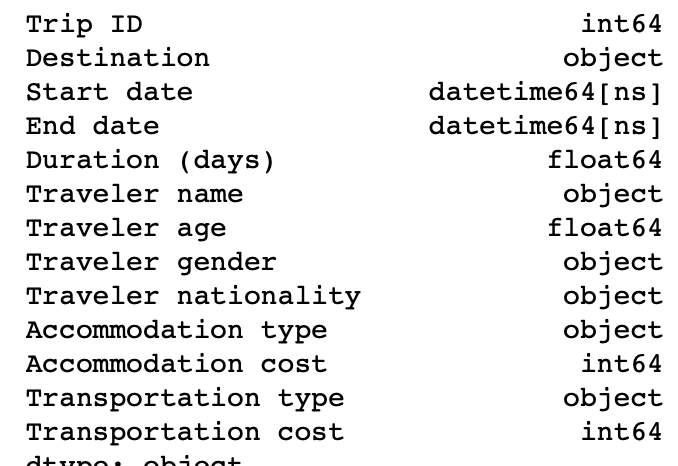 Trip ID int64
Destination object
Start date datetime64[ns]
End date datetime64[ns]
Duration (days) float64
Traveler name object
Traveler age float64
Traveler gender object
Traveler nationality object
Accommodation type object
Accommodation cost int64
Transportation type object
Transportation cost int64
dtype: object